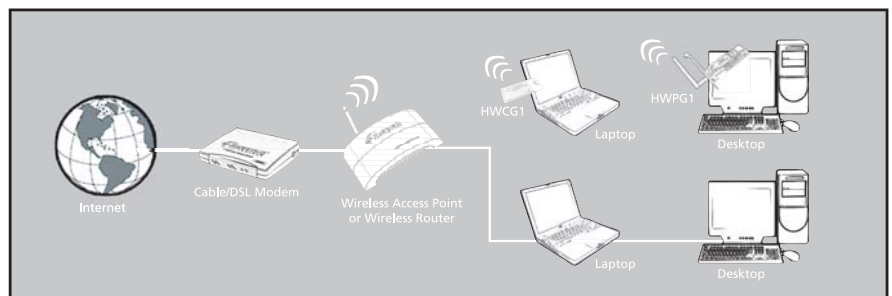 Internet
Cable/DSL Modem
Wireless Access Point
or Wireless Router
HWCG1
Laptop
HWPG1
Desktop
Laptop
Desktop